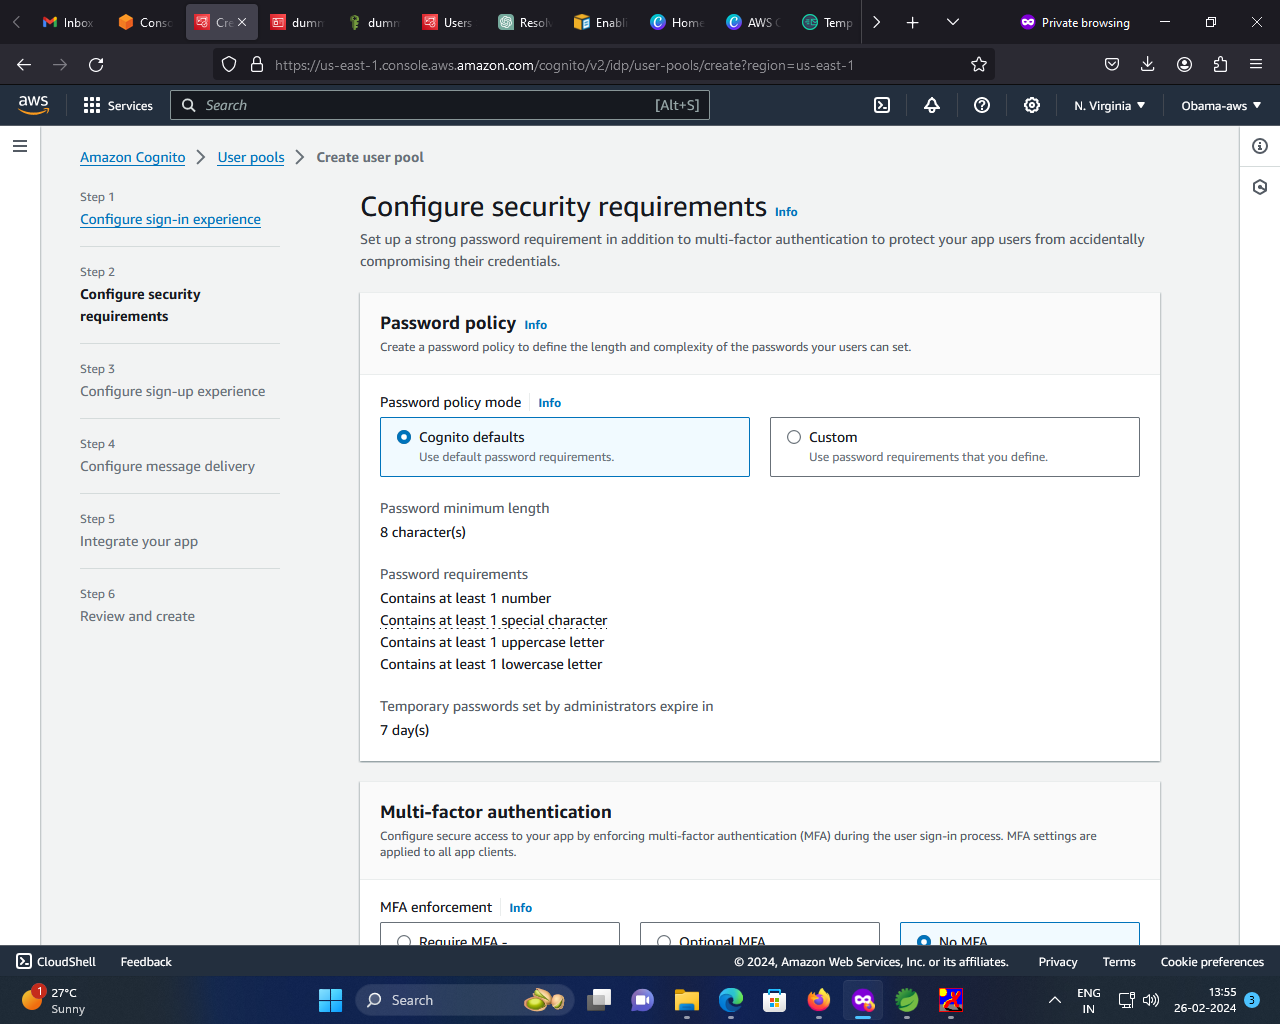 Inbox
Conso
Cre
dumm
dumm
Users
Resolv
Enabli
Home
AWS C
Temp
Private browsing
https://us-east-1.console.aws.amazon.com/cognito/v2/idp/user-pools/create?region=us-east-1
aws
Services
Search
[Alt+S]
N. Virginia
Obama-aws
Amazon Cognito
User pools
Create user pool
Step 1
Configure sign-in experience
Step 2
Configure security
requirements
Step 3
Configure sign-up experience
Step 4
Configure message delivery
Step 5
Integrate your app
Step 6
Review and create
Configure security requirements Info
Set up a strong password requirement in addition to multi-factor authentication to protect your app users from accidentally
compromising their credentials.
Password policy Info
Create a password policy to define the length and complexity of the passwords your users can set.
Password policy mode Info
Cognito defaults
Use default password requirements.
Custom
Use password requirements that you define.
Password minimum length
8 character(s)
Password requirements
Contains at least 1 number
Contains at least 1 special character
Contains at least 1 uppercase letter
Contains at least 1 lowercase letter
Temporary passwords set by administrators expire in
7 day(s)
Multi-factor authentication
Configure secure access to your app by enforcing multi-factor authentication (MFA) during the user sign-in process. MFA settings are
applied to all app clients.
MFA enforcement Info
Require MFA -
Optional MFA
No MFA
CloudShell
Feedback
© 2024, Amazon Web Services, Inc. or its affiliates.
Privacy
Terms
Cookie preferences
1
27°C
Sunny
Search
ENG
IN
13:55
26-02-2024
3